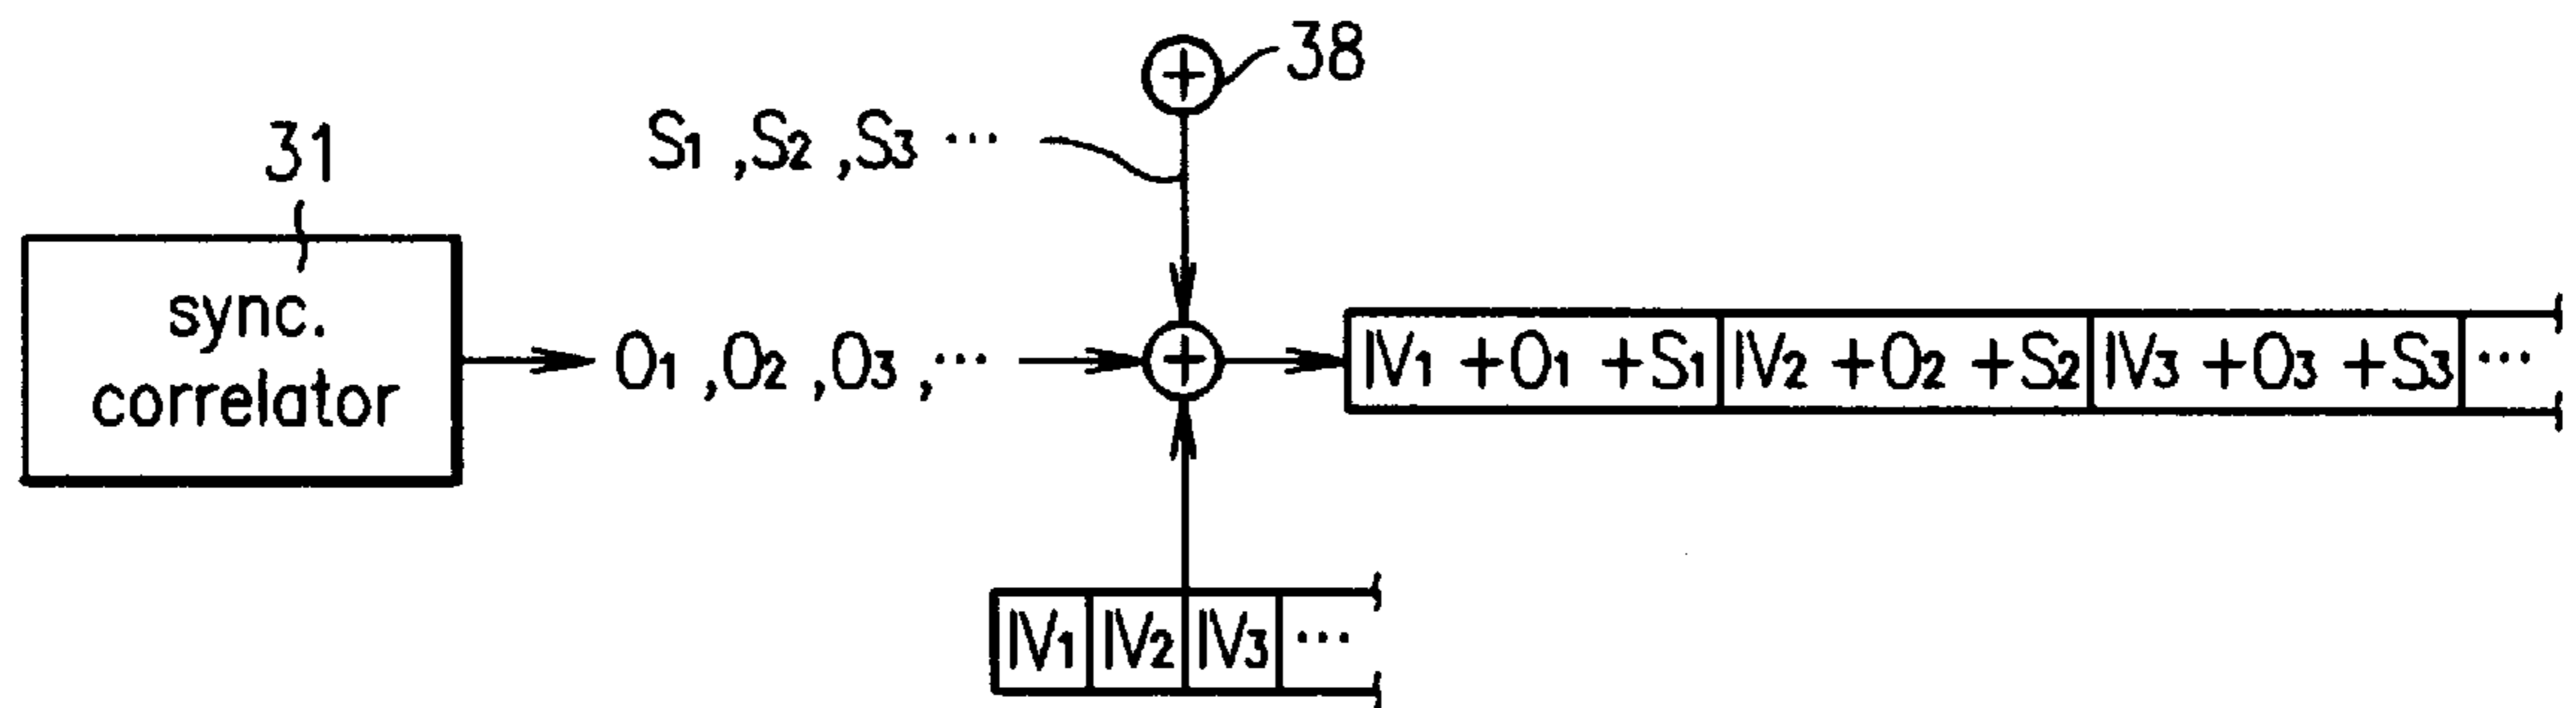 38
S1 ,S2 ,S3 ···
31
sync.
correlator
+
O1 ,O2 ,O3 ,···
+
IV1 +O1 +S1 IV2 +O2 +S2 IV3 +O3 +S3 ···
IV1 IV2 IV3 ···